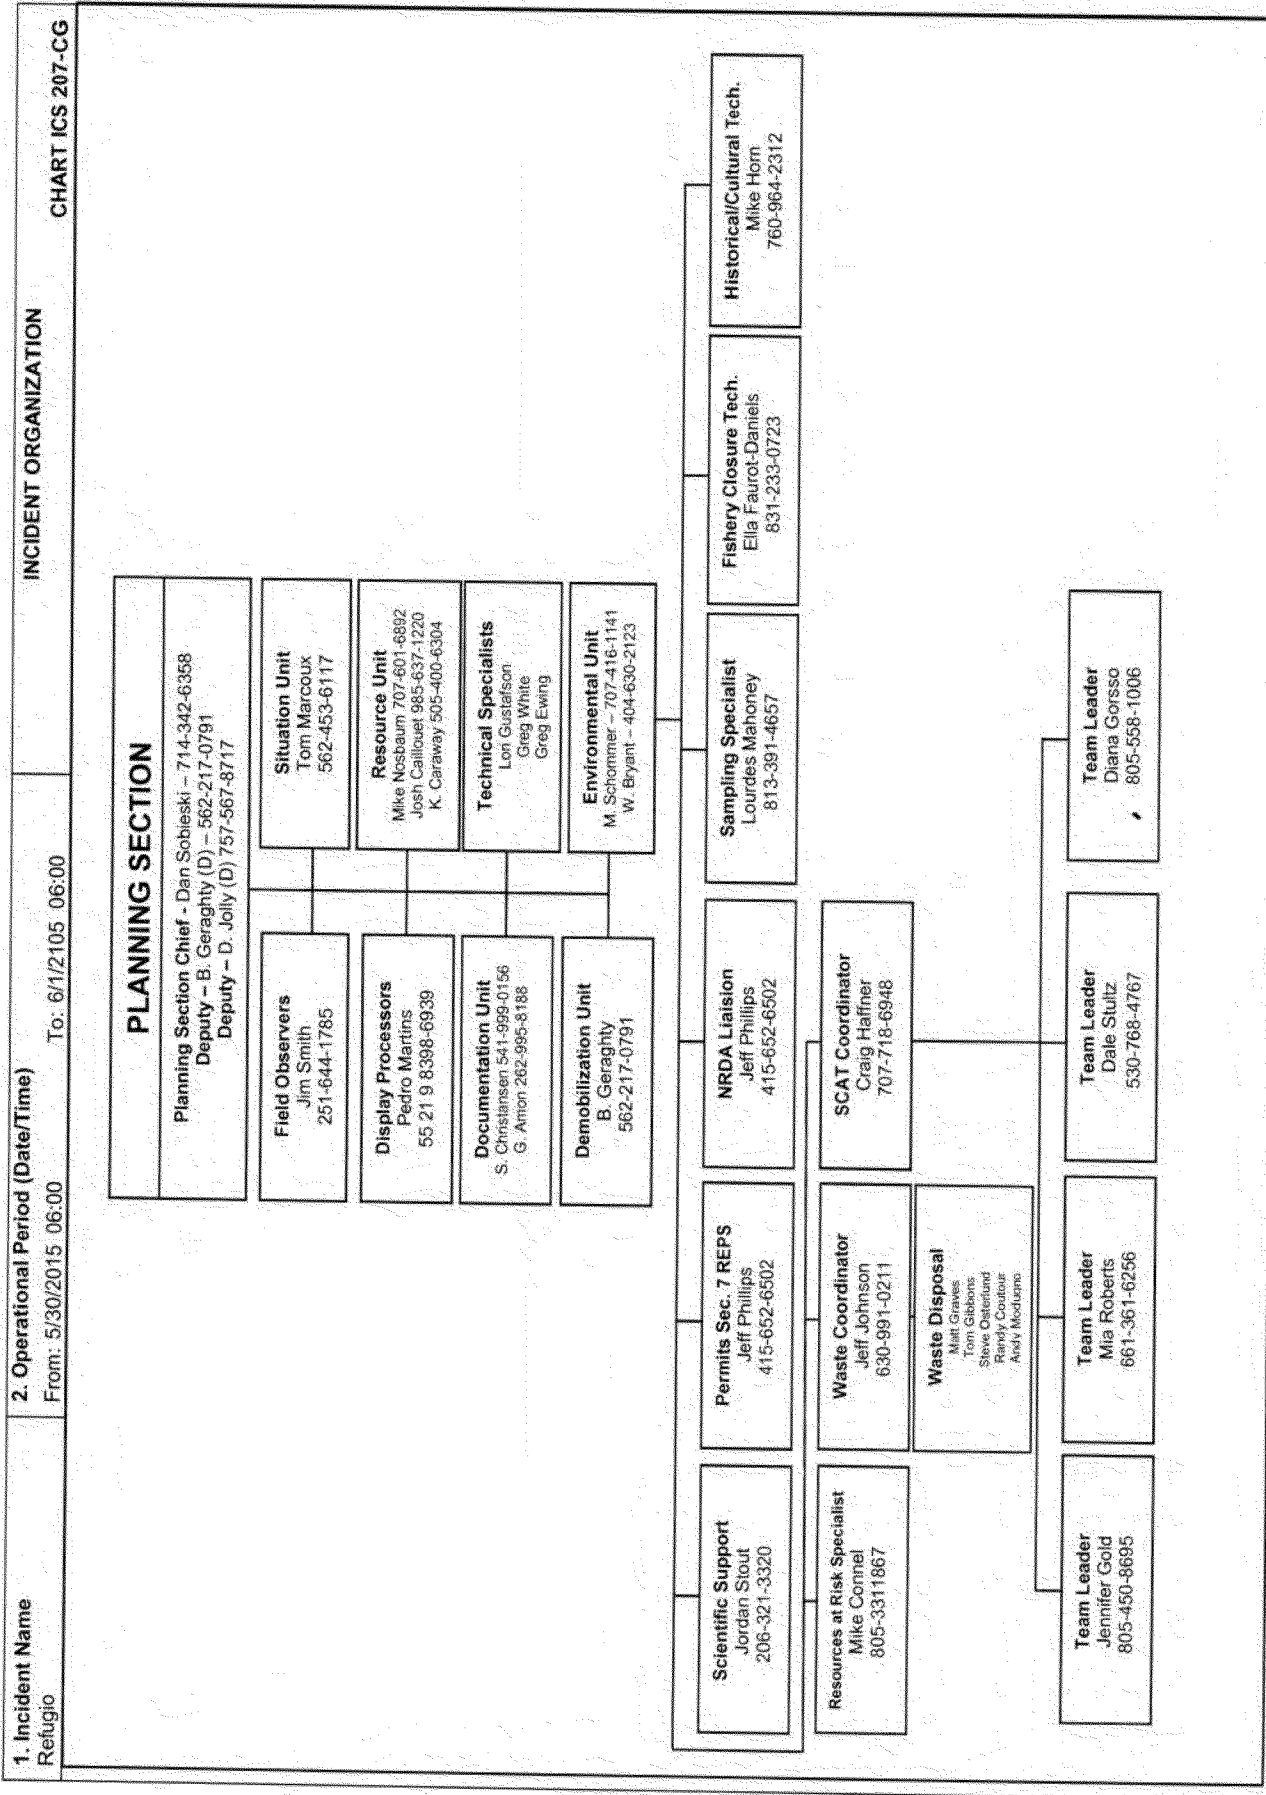 1. Incident Name
Refugio
2. Operational Period (Date/Time)
From: 5/30/2015 06:00 To: 6/1/2105 06:00
INCIDENT ORGANIZATION
CHART ICS 207-CG
PLANNING SECTION
Planning Section Chief - Dan Sobieski – 714-342-6358
Deputy – B. Geraghty (D) – 562-217-0791
Deputy – D. Jolly (D) 757-567-8717
Field Observers
Jim Smith
251-644-1785
Situation Unit
Tom Marcoux
562-453-6117
Display Processors
Pedro Martins
55 21 9 8398-6939
Resource Unit
Mike Nosbaum 707-601-6892
Josh Caillouet 985-637-1220
K. Caraway 505-400-6304
Documentation Unit
S. Christansen 541-999-0156
G. Amon 262-995-8188
Technical Specialists
Lori Gustafson
Greg White
Greg Ewing
Demobilization Unit
B. Geraghty
562-217-0791
Environmental Unit
M. Schommer – 707-416-1141
W. Bryant – 404-630-2123
Scientific Support
Jordan Stout
206-321-3320
Permits Sec. 7 REPS
Jeff Phillips
415-652-6502
NRDA Liaision
Jeff Phillips
415-652-6502
Sampling Specialist
Lourdes Mahoney
813-391-4657
Fishery Closure Tech.
Ella Faurot-Daniels
831-233-0723
Historical/Cultural Tech.
Mike Horn
760-964-2312
Resources at Risk Specialist
Mike Connel
805-3311867
Waste Coordinator
Jeff Johnson
630-991-0211
SCAT Coordinator
Craig Haffner
707-718-6948
Waste Disposal
Matt Graves
Tom Gibbons
Steve Osterlund
Randy Coutour
Andy Modugno
Team Leader
Jennifer Gold
805-450-8695
Team Leader
Mia Roberts
661-361-6256
Team Leader
Dale Stultz
530-768-4767
Team Leader
Diana Gorsso
805-558-1006